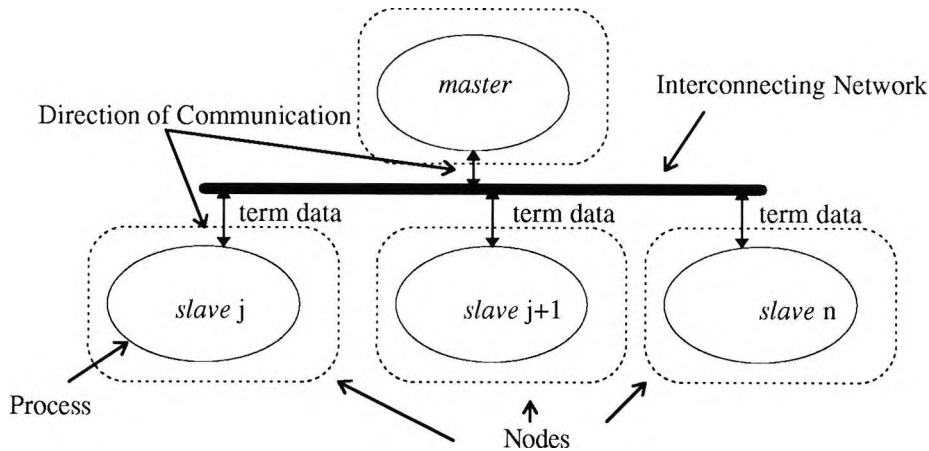 master
Interconnecting Network
Direction of Communication
term data
term data
term data
slave j
slave j+1
slave n
Process
Nodes